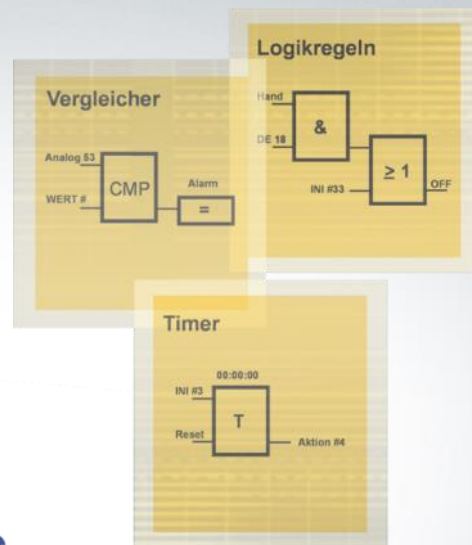 Logikregeln
Hand
DE 18
&
≥ 1
INI #33
OFF
Vergleicher
Analog 53
WERT #
CMP
Alarm
=
Timer
00:00:00
INI #3
Reset
T
Aktion #4